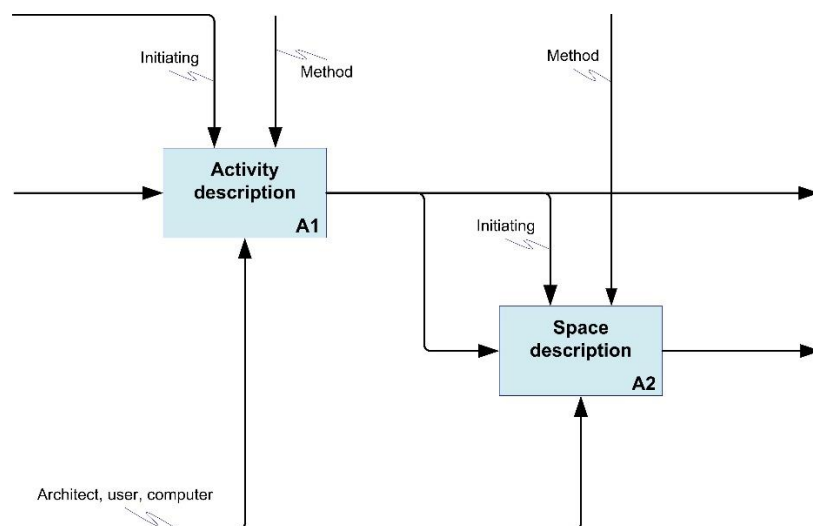 Initiating
Method
Method
Activity
description
A1
Initiating
Space
description
A2
Architect, user, computer